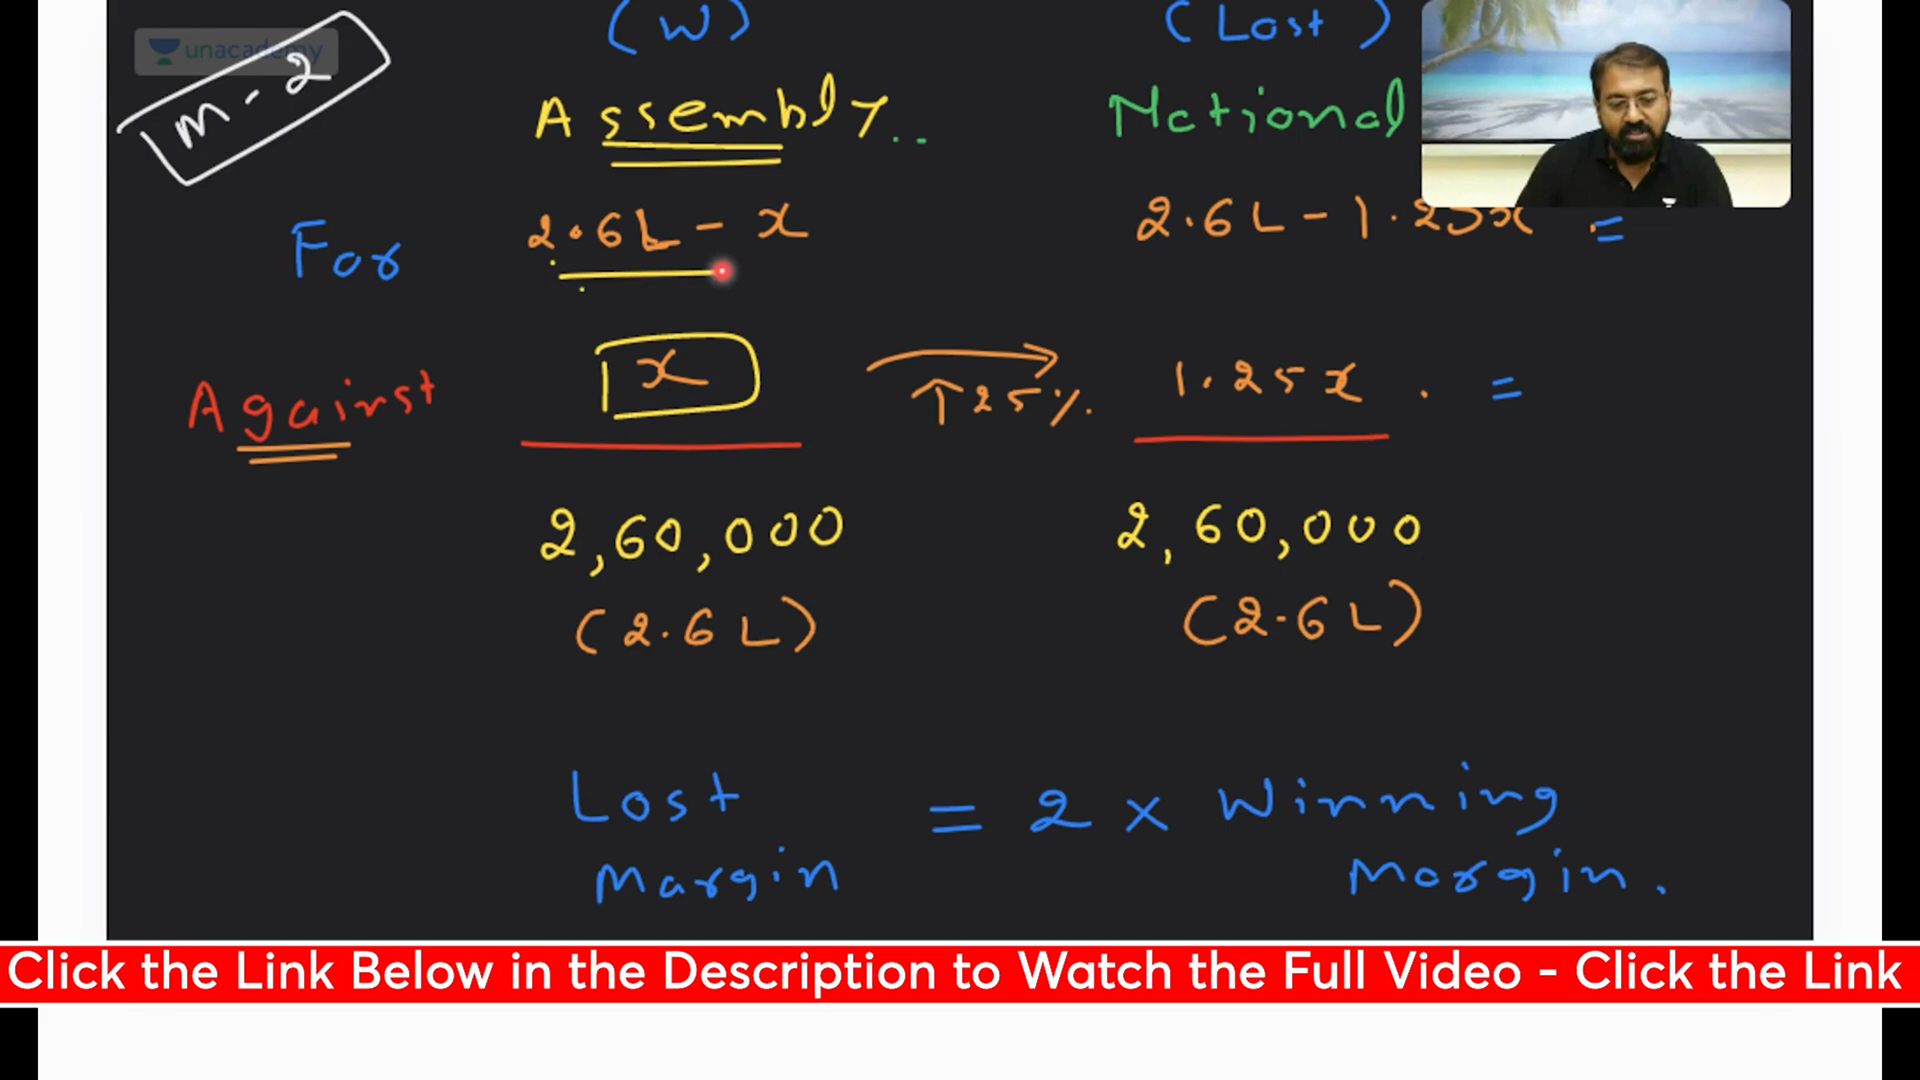 (W) (Lost)
unacademy
M-2
Assembly.. National
For 2.6L - x 2.6L - 1.25x =
Against x ↑25%. 1.25x . =
2,60,000 2,60,000
(2.6L) (2.6L)
Lost = 2 x Winning
Margin Margin.
Click the Link Below in the Description to Watch the Full Video - Click the Link